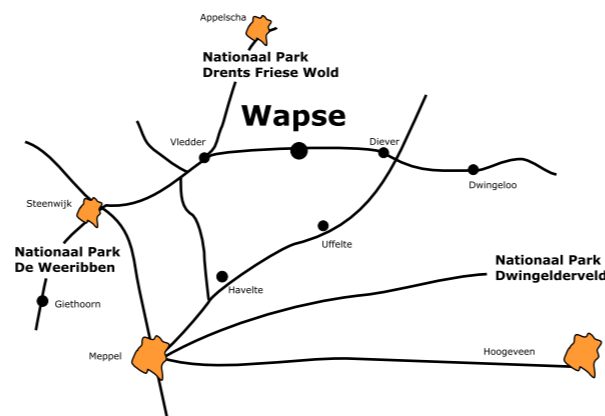 Appelscha
Nationaal Park
Drents Friese Wold
Wapse
Vledder
Diever
Dwingeloo
Steenwijk
Uffelte
Nationaal Park
De Weeribben
Nationaal Park
Dwingelderveld
Havelte
Giethoorn
Meppel
Hoogeveen